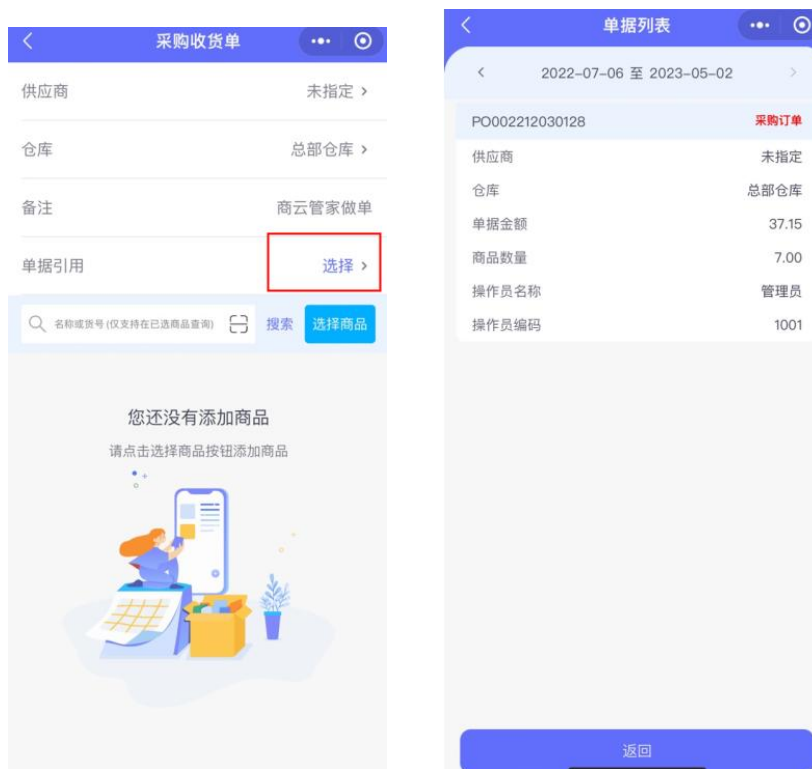 采购收货单
供应商 未指定
仓库 总部仓库
备注 商云管家做单
单据引用 选择
名称或货号(仅支持在已选商品查询) 搜索 选择商品
您还没有添加商品
请点击选择商品按钮添加商品
单据列表
2022-07-06 至 2023-05-02
PO002212030128 采购订单
供应商 未指定
仓库 总部仓库
单据金额 37.15
商品数量 7.00
操作员名称 管理员
操作员编码 1001
返回